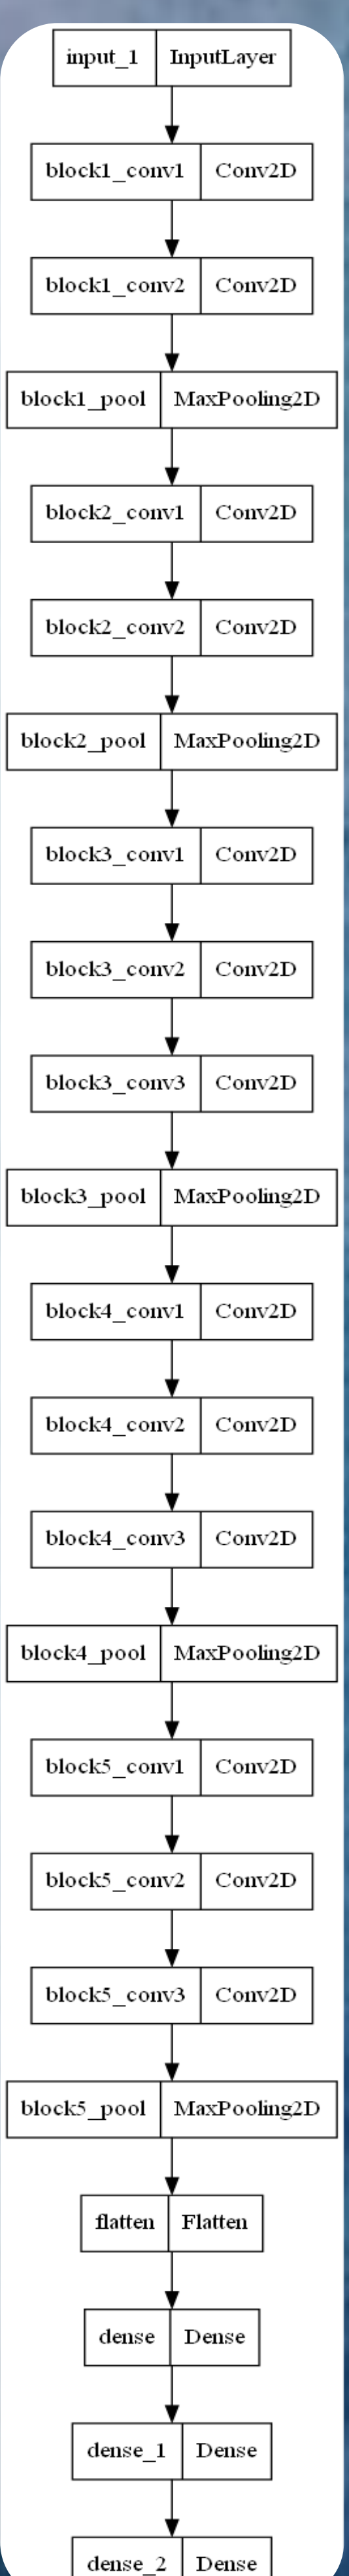 input_1 InputLayer
block1_conv1 Conv2D
block1_conv2 Conv2D
block1_pool MaxPooling2D
block2_conv1 Conv2D
block2_conv2 Conv2D
block2_pool MaxPooling2D
block3_conv1 Conv2D
block3_conv2 Conv2D
block3_conv3 Conv2D
block3_pool MaxPooling2D
block4_conv1 Conv2D
block4_conv2 Conv2D
block4_conv3 Conv2D
block4_pool MaxPooling2D
block5_conv1 Conv2D
block5_conv2 Conv2D
block5_conv3 Conv2D
block5_pool MaxPooling2D
flatten Flatten
dense Dense
dense_1 Dense
dense_2 Dense